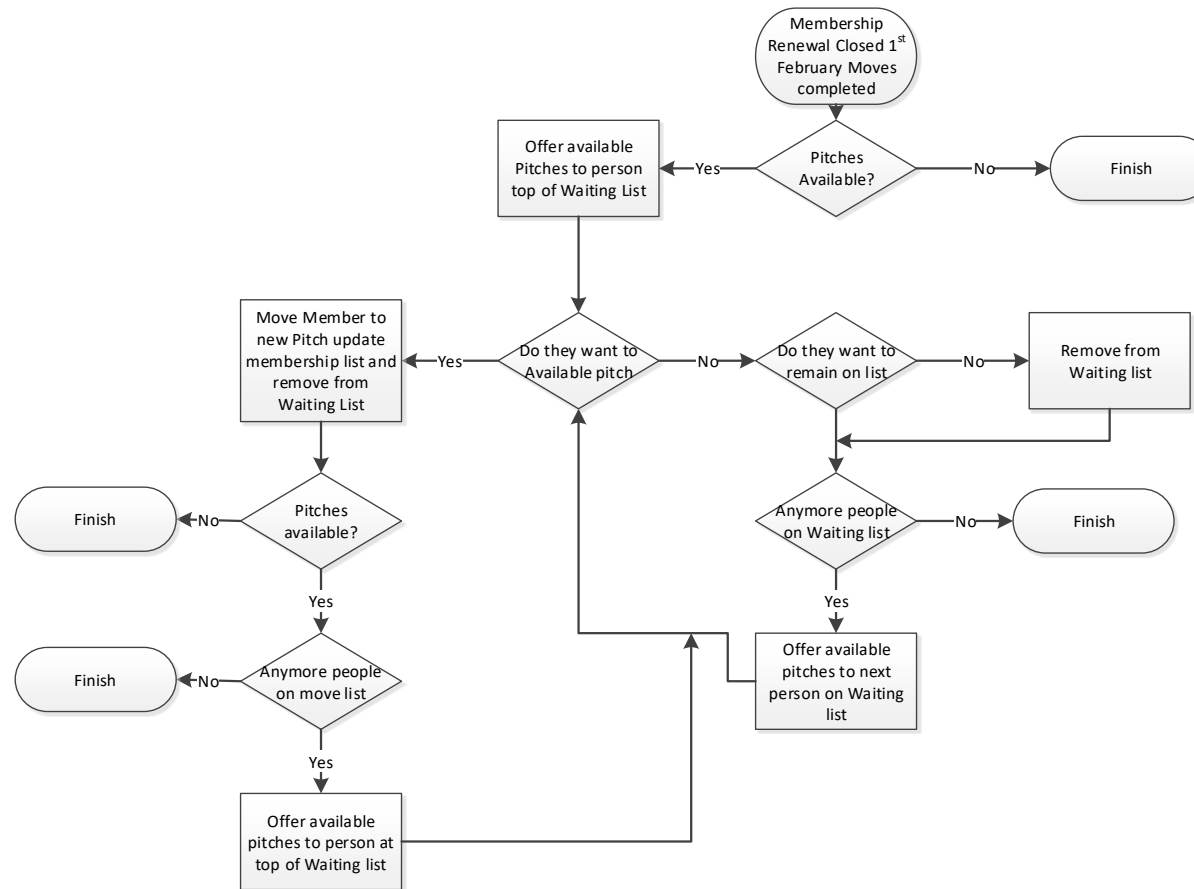 Membership
Renewal Closed 1st
February Moves
completed
Offer available
Pitches to person
top of Waiting List
Yes
Pitches
Available?
No
Finish
Move Member to
new Pitch update
membership list and
remove from
Waiting List
Yes
Do they want to
Available pitch
No
Do they want to
remain on list
No
Remove from
Waiting list
Finish
No
Pitches
available?
Anymore people
on Waiting list
No
Finish
Yes
Yes
Finish
No
Anymore people
on move list
Offer available
pitches to next
person on Waiting
list
Yes
Offer available
pitches to person at
top of Waiting list